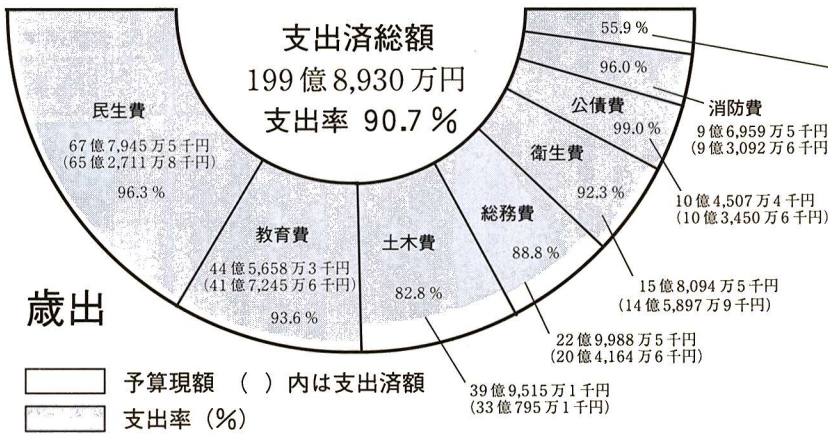 支出済総額
199億8,930万円
支出率 90.7%
民生費
67億7,945万5千円
(65億2,711万8千円)
96.3%
教育費
44億5,658万3千円
(41億7,245万6千円)
93.6%
土木費
82.8%
39億9,515万1千円
(33億795万1千円)
総務費
88.8%
22億9,988万5千円
(20億4,164万6千円)
衛生費
92.3%
15億8,094万5千円
(14億5,897万9千円)
公債費
99.0%
10億4,507万4千円
(10億3,450万6千円)
96.0%
消防費
9億6,959万5千円
(9億3,092万6千円)
55.9%
歳出
予算現額 ( )内は支出済額
支出率(%)